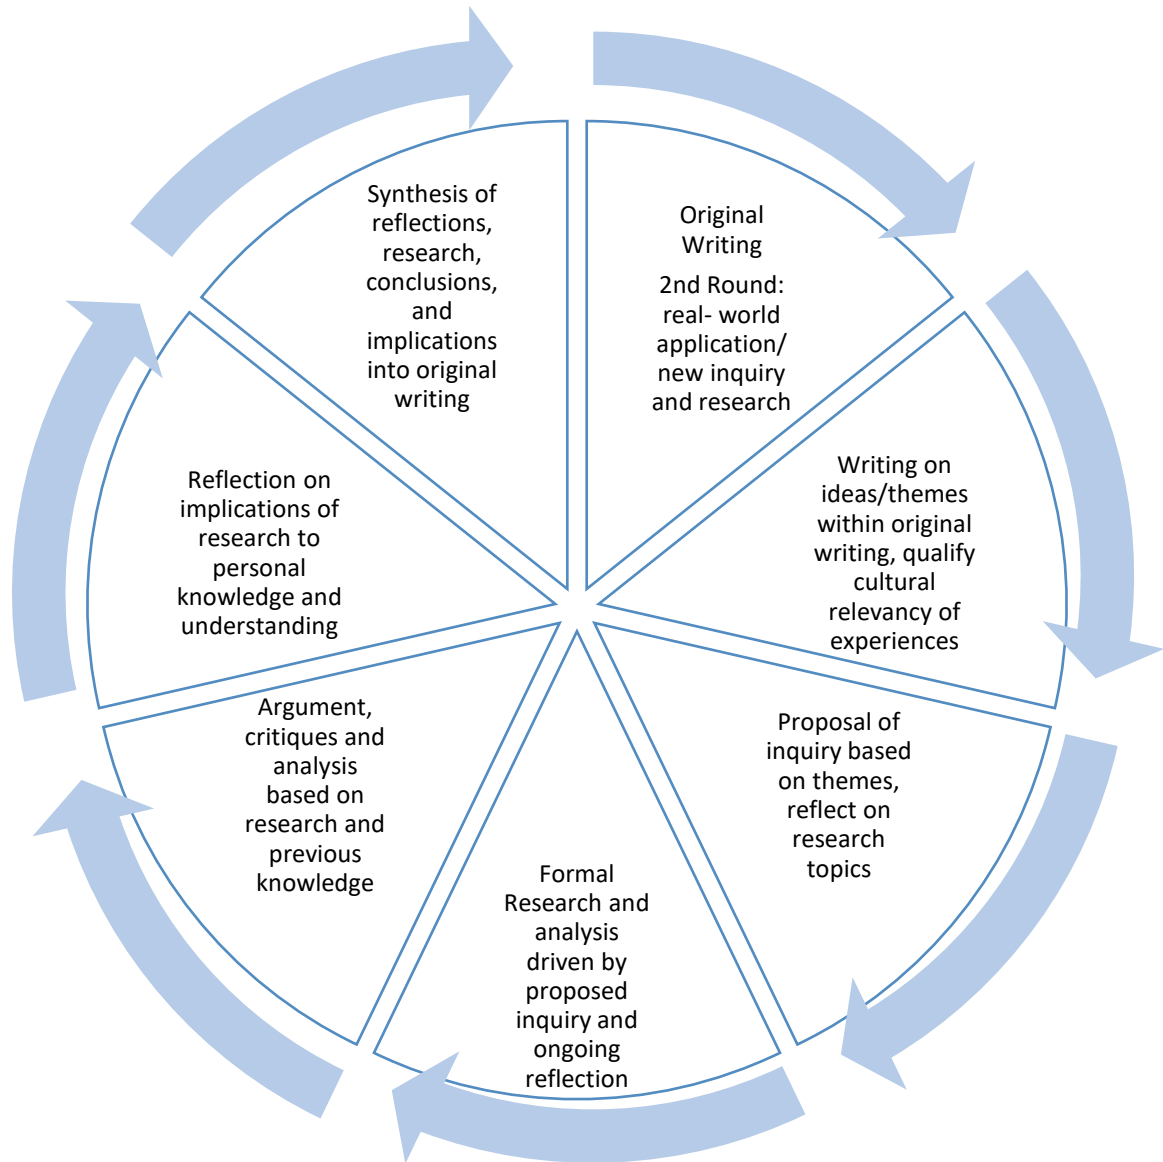 Original
Writing
2nd Round:
real- world
application/
new inquiry
and research
Writing on
ideas/themes
within original
writing, qualify
cultural
relevancy of
experiences
Proposal of
inquiry based
on themes,
reflect on
research
topics
Formal
Research and
analysis
driven by
proposed
inquiry and
ongoing
reflection
Argument,
critiques and
analysis
based on
research and
previous
knowledge
Reflection on
implications of
research to
personal
knowledge and
understanding
Synthesis of
reflections,
research,
conclusions,
and
implications
into original
writing